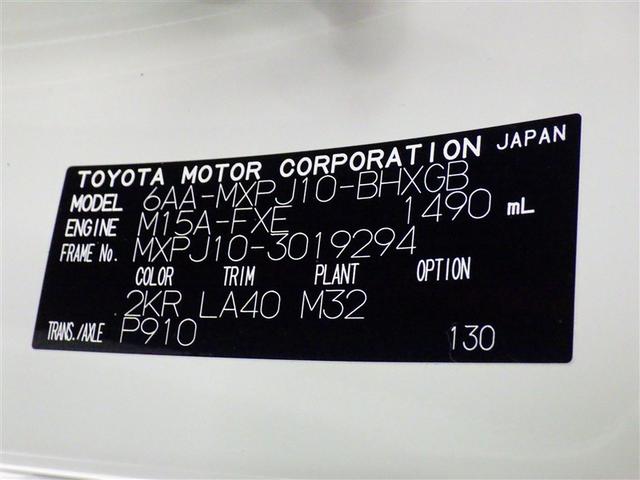 TOYOTA MOTOR CORPORATION JAPAN
MODEL 6AA-MXPJ10-BHXGB
ENGINE M15A-FXE 1490 mL
FRAME No. MXPJ10-3019294
COLOR TRIM PLANT OPTION
2KR LA40 M32
TRANS./AXLE P910 130